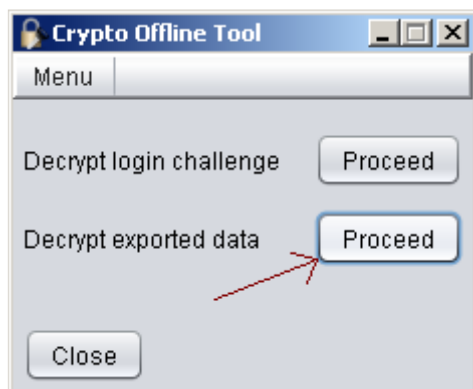 Crypto Offline Tool
Menu
Decrypt login challenge Proceed
Decrypt exported data Proceed
Close